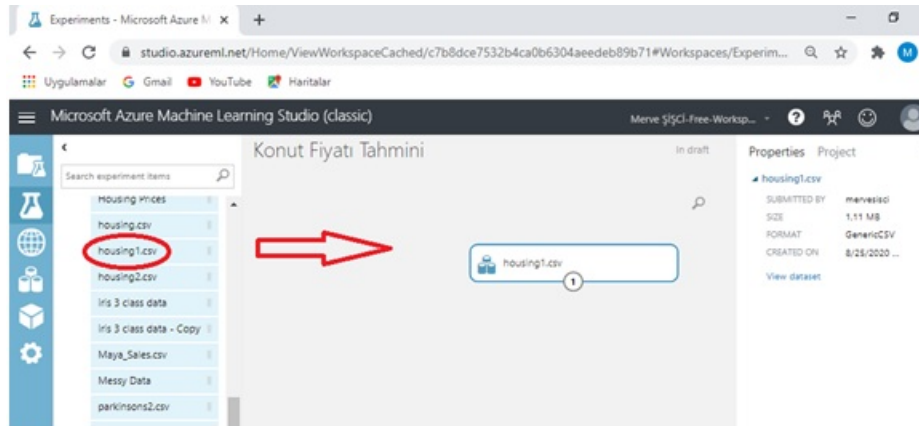 Experiments - Microsoft Azure M
studio.azureml.net/Home/ViewWorkspaceCached/c7b8dce7532b4ca0b6304aeedeb89b71#Workspaces/Experim...
M
Uygulamalar
Gmail
YouTube
Haritalar
Microsoft Azure Machine Learning Studio (classic)
Merve ŞİŞCİ-Free-Worksp...
Search experiment items
Konut Fiyatı Tahmini
In draft
Properties Project
Housing Prices
housing.csv
housing1.csv
housing2.csv
Iris 3 class data
Iris 3 class data - Copy
Maya_Sales.csv
Messy Data
parkinsons2.csv
housing1.csv
1
housing1.csv
SUBMITTED BY mervesisci
SIZE 1,11 MB
FORMAT GenericCSV
CREATED ON 8/25/2020 ...
View dataset